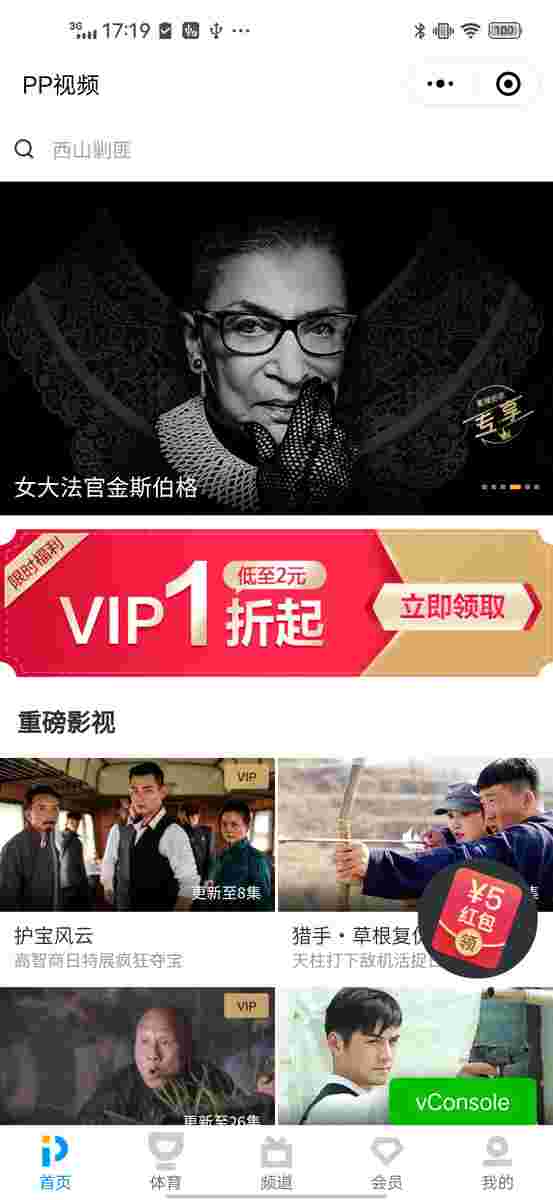 3G 17:19 100
PP视频
西山剿匪
专享
女大法官金斯伯格
限时福利
VIP1折起
低至2元
立即领取
重磅影视
VIP
更新至8集
集
护宝风云
猎手·草根复仇
高智商日特展疯狂夺宝
天柱打下敌机活捉
¥5
红包
领
VIP
更新至26集
vConsole
首页
体育
频道
会员
我的